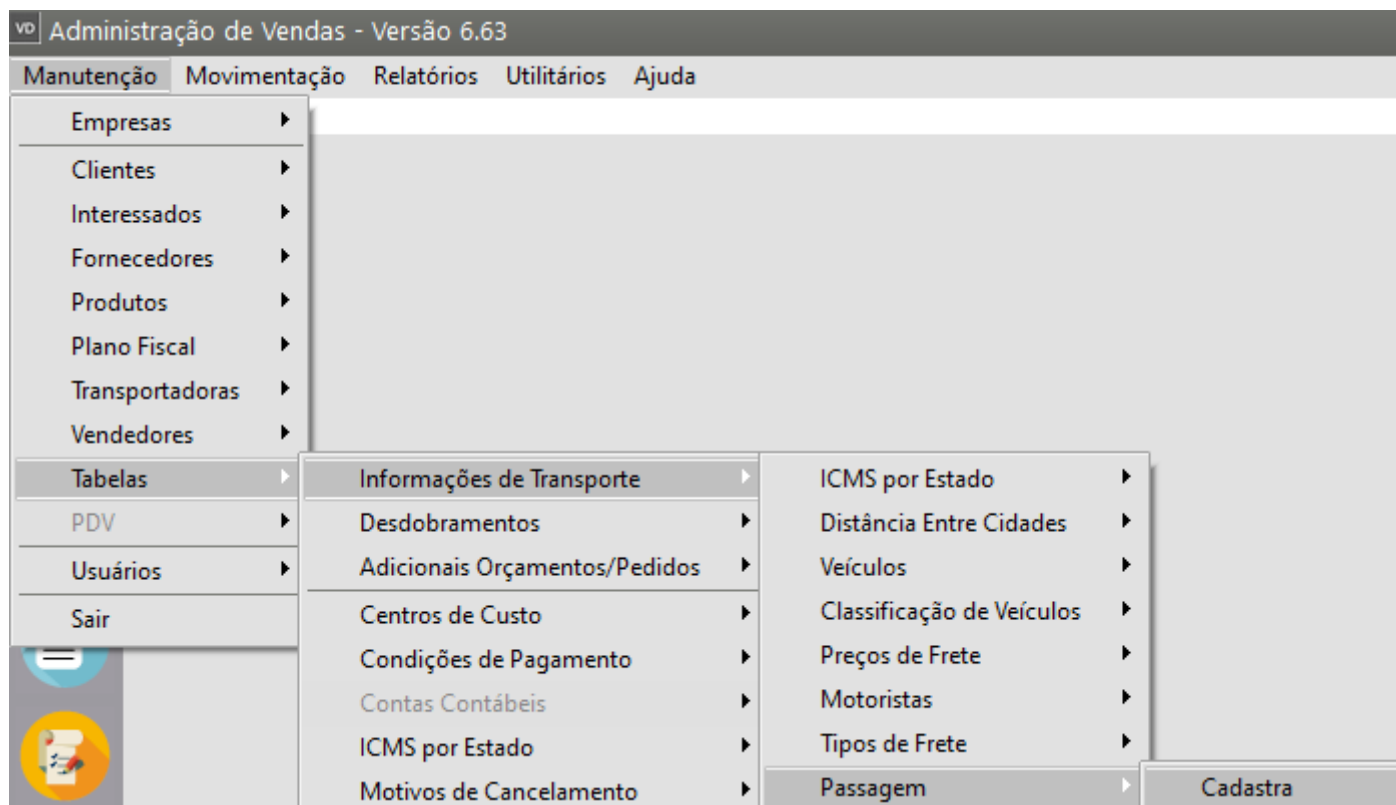 VD Administração de Vendas - Versão 6.63
Manutenção Movimentação Relatórios Utilitários Ajuda
Empresas
Clientes
Interessados
Fornecedores
Produtos
Plano Fiscal
Transportadoras
Vendedores
Tabelas
PDV
Usuários
Sair
Informações de Transporte
Desdobramentos
Adicionais Orçamentos/Pedidos
Centros de Custo
Condições de Pagamento
Contas Contábeis
ICMS por Estado
Motivos de Cancelamento
ICMS por Estado
Distância Entre Cidades
Veículos
Classificação de Veículos
Preços de Frete
Motoristas
Tipos de Frete
Passagem
Cadastra